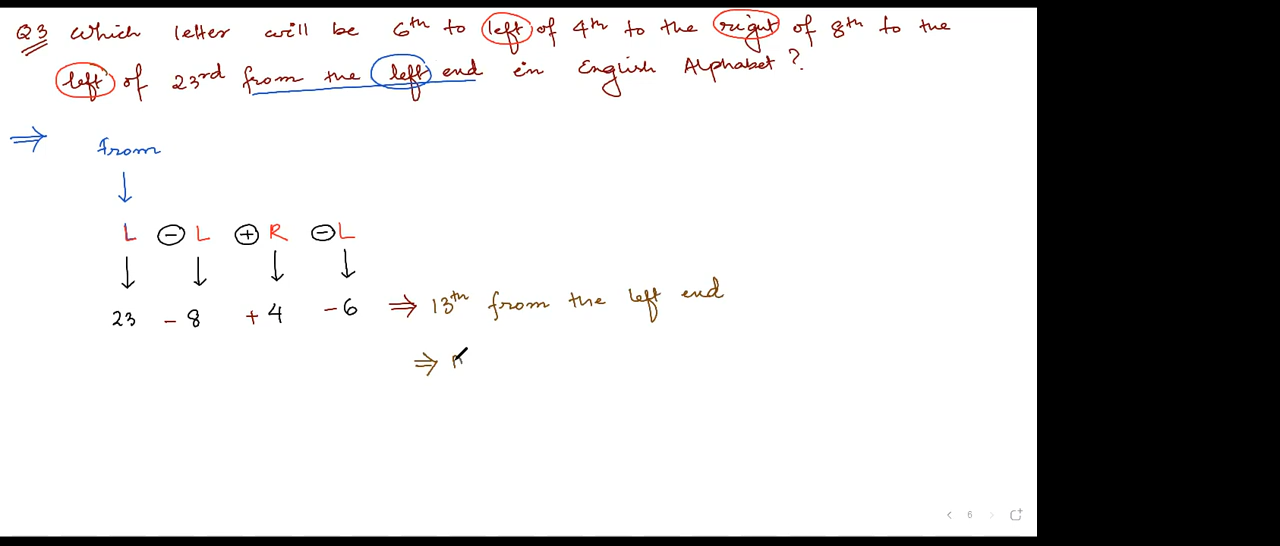 Q3 Which letter will be 6th to left of 4th to the right of 8th to the
left of 23rd from the left end in English Alphabet?
⇒ From
↓
L ⊖ L ⊕ R ⊖ L
↓ ↓ ↓ ↓
23 - 8 + 4 - 6 ⇒ 13th from the left end
⇒
6